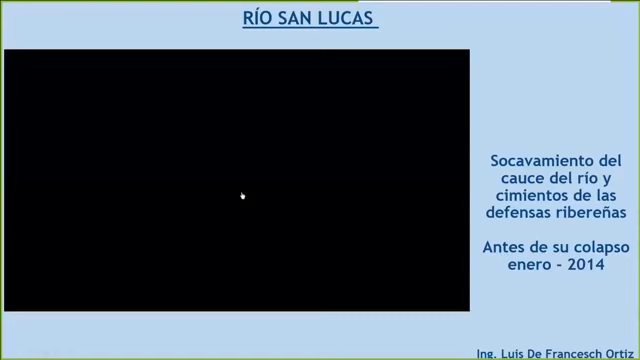 RÍO SAN LUCAS
Socavamiento del
cauce del río y
cimientos de las
defensas ribereñas
Antes de su colapso
enero - 2014
Ing. Luis De Francesch Ortiz